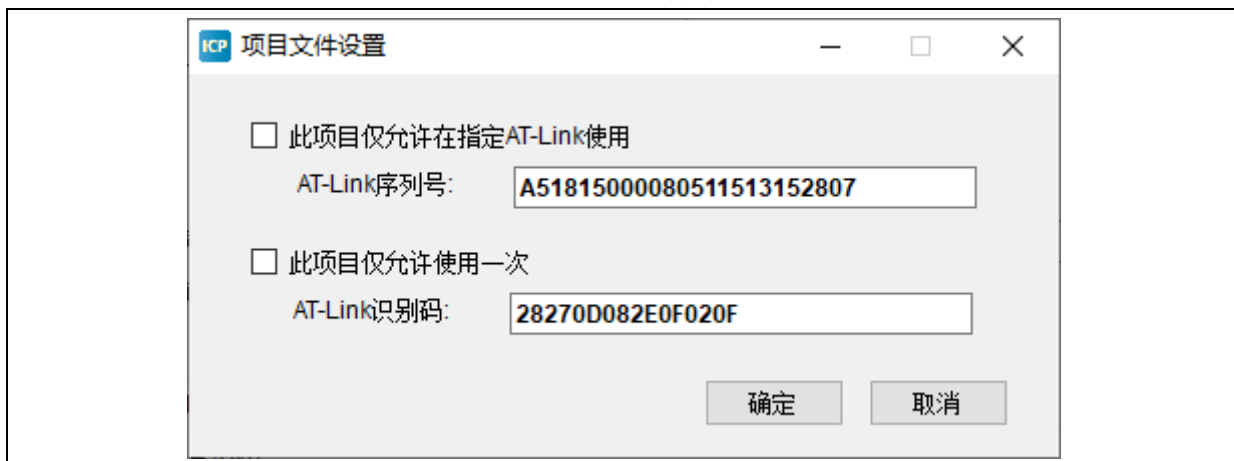 ICP 项目文件设置
此项目仅允许在指定AT-Link使用
AT-Link序列号: A51815000080511513152807
此项目仅允许使用一次
AT-Link识别码: 28270D082E0F020F
确定 取消